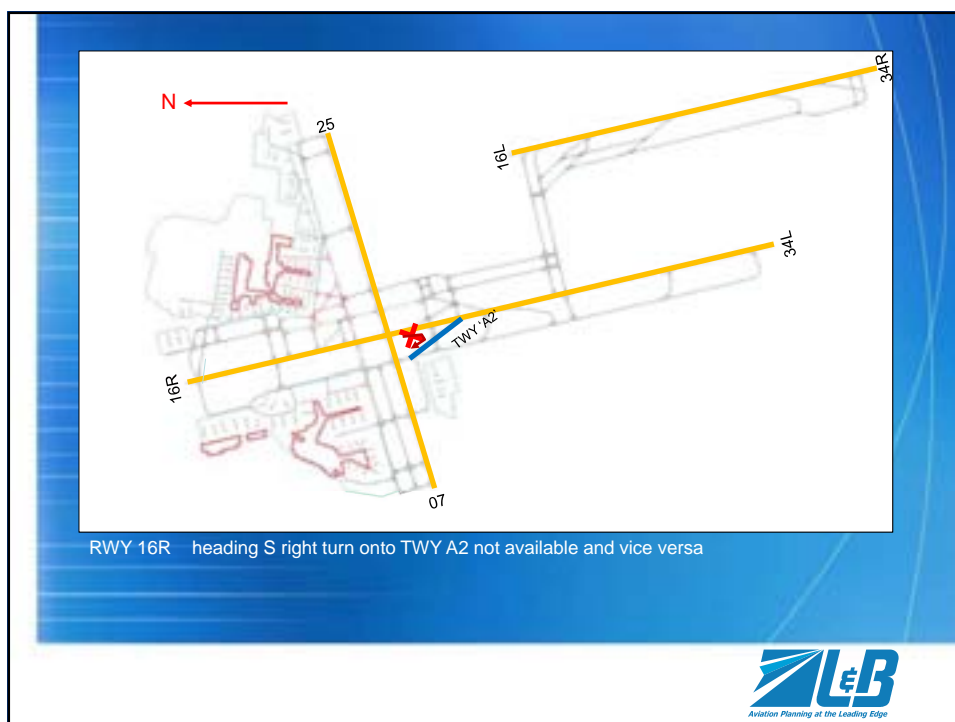 34R
N
25
16L
34L
TWY ‘A2’
16R
07
RWY 16R heading S right turn onto TWY A2 not available and vice versa
L&B
Aviation Planning at the Leading Edge